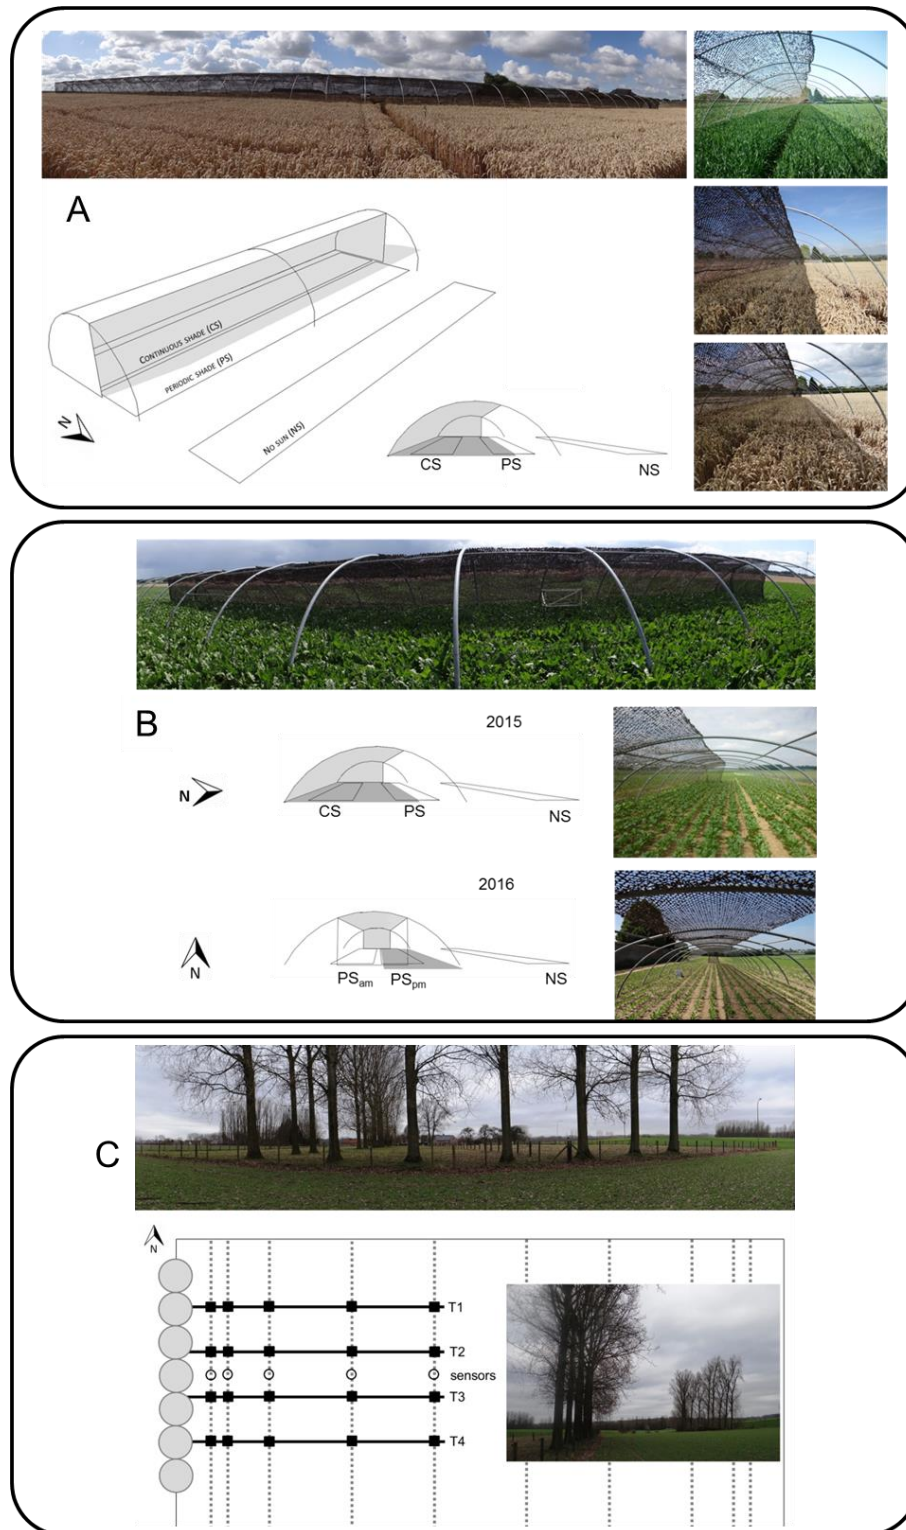 A
CONTINUOUS SHADE (CS)
PERIODIC SHADE (PS)
NO SUN (NS)
N
CS
PS
NS
B
2015
N
CS
PS
NS
2016
N
PSam
PSpm
NS
C
N
T1
T2
sensors
T3
T4